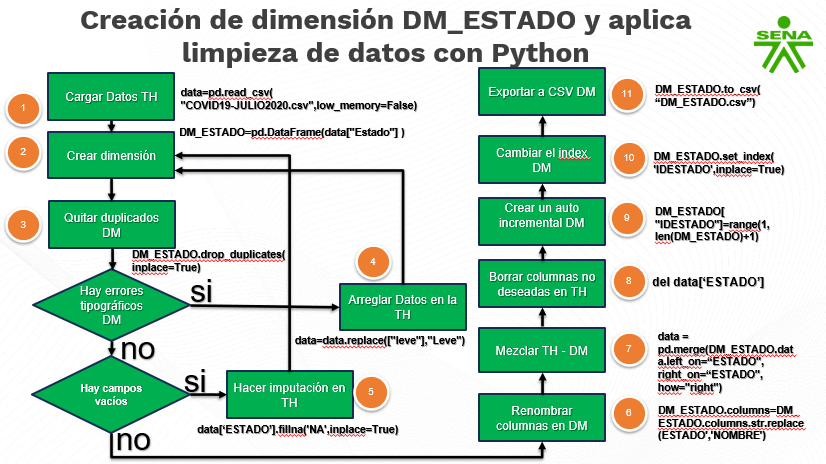 Creación de dimensión DM_ESTADO y aplica
limpieza de datos con Python
SENA
1
Cargar Datos TH
data=pd.read_csv(
"COVID19-JULIO2020.csv",low_memory=False)
DM_ESTADO=pd.DataFrame(data["Estado"] )
2
Crear dimensión
3
Quitar duplicados
DM
DM_ESTADO.drop_duplicates(
inplace=True)
Hay errores
tipográficos
DM
si
4
Arreglar Datos en la
TH
data=data.replace(["leve"],"Leve")
no
Hay campos
vacíos
si
Hacer imputación en
TH
5
data['ESTADO'].fillna('NA',inplace=True)
no
Exportar a CSV DM
11
DM_ESTADO.to_csv(
“DM_ESTADO.csv”)
Cambiar el index
DM
10
DM_ESTADO.set_index(
'IDESTADO',inplace=True)
Crear un auto
incremental DM
9
DM_ESTADO[
"IDESTADO"]=range(1,
len(DM_ESTADO)+1)
Borrar columnas no
deseadas en TH
8
del data[‘ESTADO’]
Mezclar TH - DM
7
data =
pd.merge(DM_ESTADO.dat
a.left_on=“ESTADO”,
right_on=“ESTADO”,
how="right")
Renombrar
columnas en DM
6
DM_ESTADO.columns=DM_
ESTADO.columns.str.replace
(ESTADO','NOMBRE')